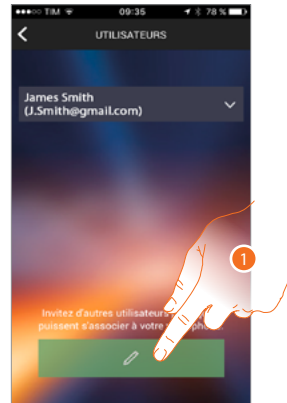 TIM 09:35 78 %
UTILISATEURS
James Smith
(J.Smith@gmail.com)
Invitez d'autres utilisateurs
puissent s'associer à votre
1